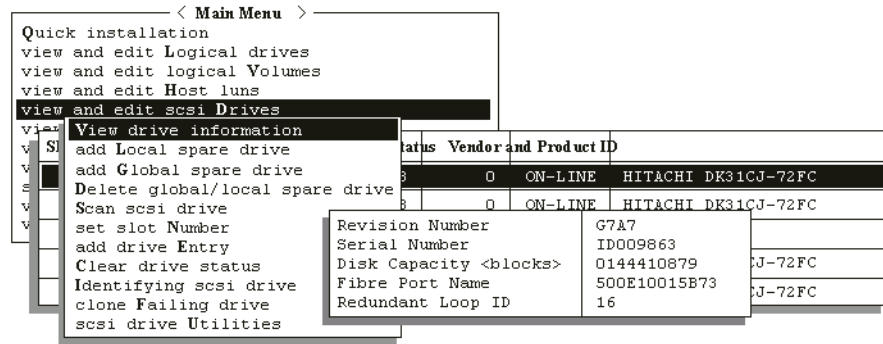 < Main Menu >
Quick installation
view and edit Logical drives
view and edit logical Volumes
view and edit Host luns
view and edit scsi Drives
View drive information
add Local spare drive
add Global spare drive
Delete global/local spare drive
Scan scsi drive
set slot Number
add drive Entry
Clear drive status
Identifying scsi drive
clone Failing drive
scsi drive Utilities
Vendor and Product ID
0 ON-LINE HITACHI DK31CJ-72FC
0 ON-LINE HITACHI DK31CJ-72FC
CJ-72FC
CJ-72FC
Revision Number G7A7
Serial Number ID009863
Disk Capacity <blocks> 0144410879
Fibre Port Name 500E10015B73
Redundant Loop ID 16